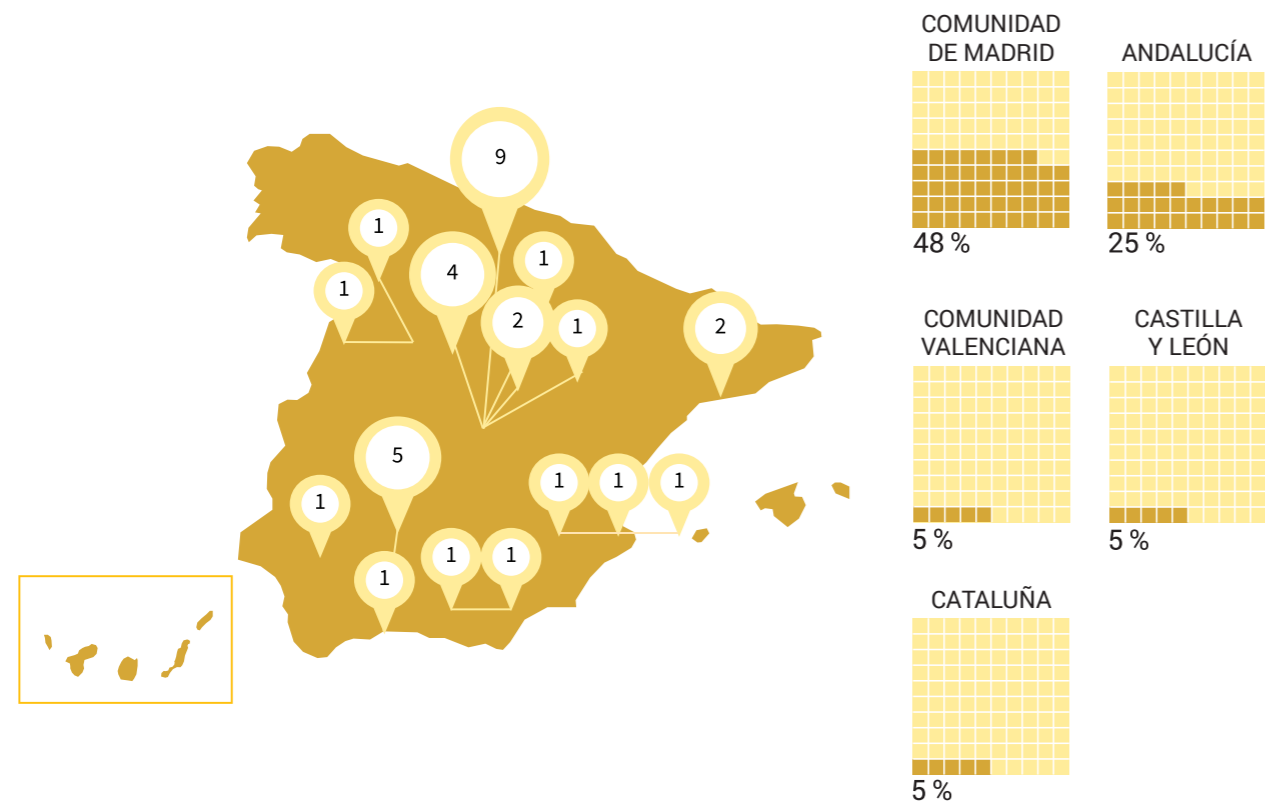 9
1
1
4
1
2
1
2
5
1
1
1
1
1
1
1
COMUNIDAD
DE MADRID
48 %
ANDALUCÍA
25 %
COMUNIDAD
VALENCIANA
5 %
CASTILLA
Y LEÓN
5 %
CATALUÑA
5 %